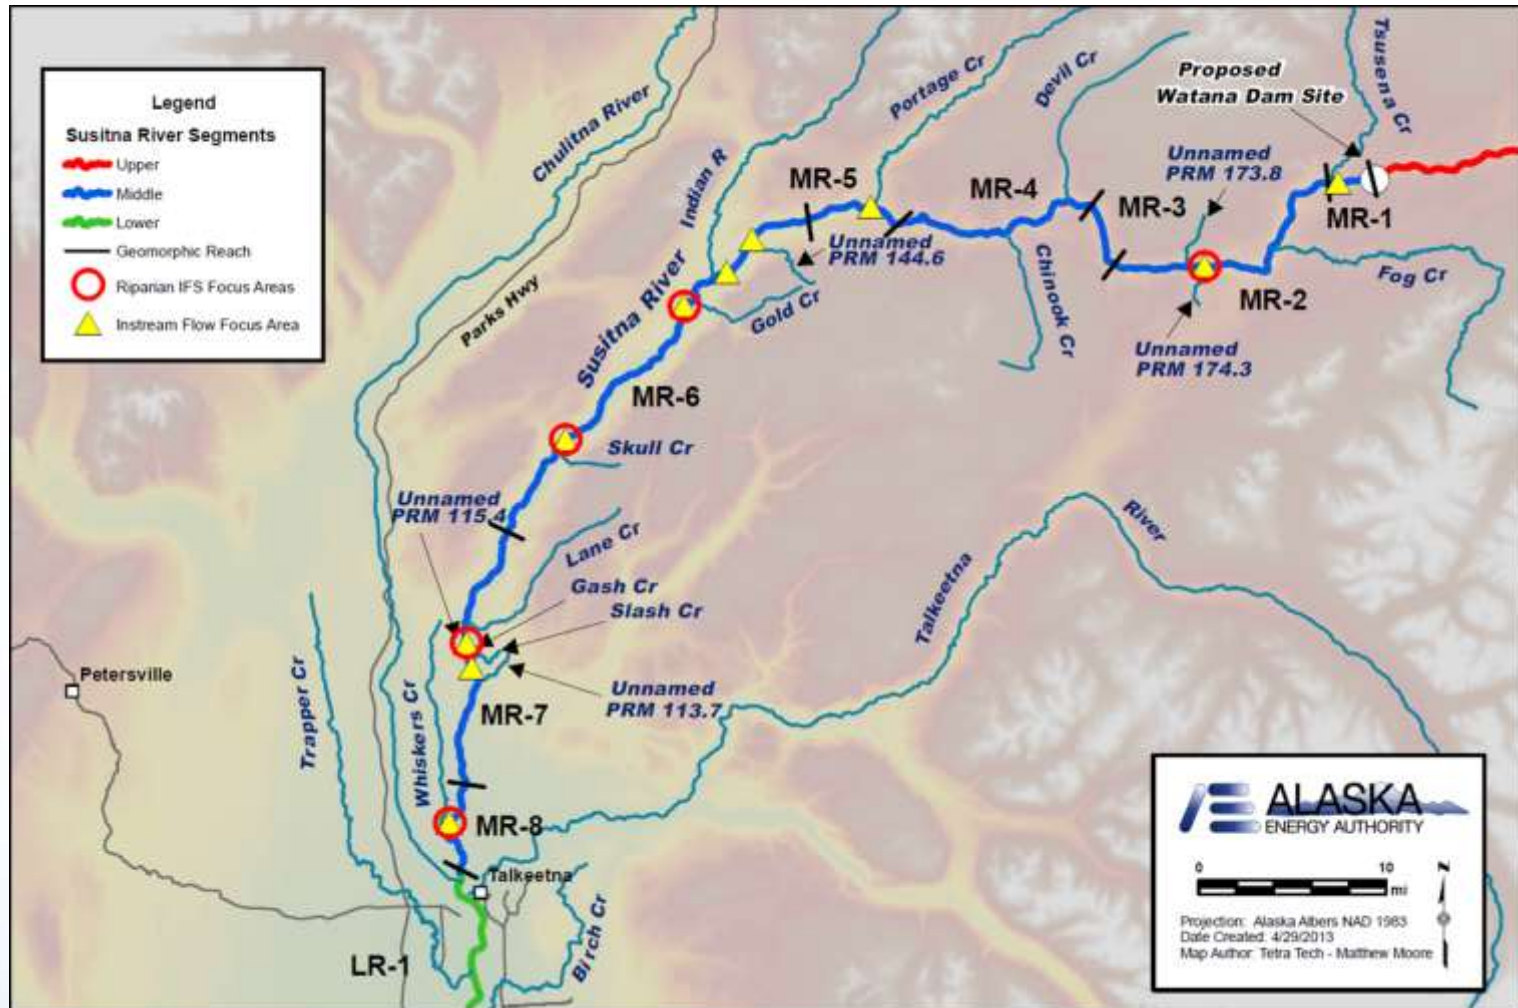 Legend
Susitna River Segments
Upper
Middle
Lower
Geomorphic Reach
Riparian IFS Focus Areas
Instream Flow Focus Area
Chulitna River
Parks Hwy
Susitna River
Indian R
Portage Cr
Devil Cr
Proposed
Watana Dam Site
Tsusena Cr
Unnamed
PRM 173.8
MR-5
MR-4
MR-3
MR-1
Unnamed
PRM 144.6
Gold Cr
Chinook Cr
MR-2
Fog Cr
Unnamed
PRM 174.3
MR-6
Skull Cr
Unnamed
PRM 115.4
Lane Cr
Gash Cr
Slash Cr
Talkeetna
River
Petersville
Trapper Cr
Whiskers Cr
Unnamed
PRM 113.7
MR-7
MR-8
Talkeetna
Birch Cr
LR-1
ALASKA
ENERGY AUTHORITY
0 10
mi
N
Projection: Alaska Albers NAD 1983
Date Created: 4/29/2013
Map Author: Tetra Tech - Matthew Moore